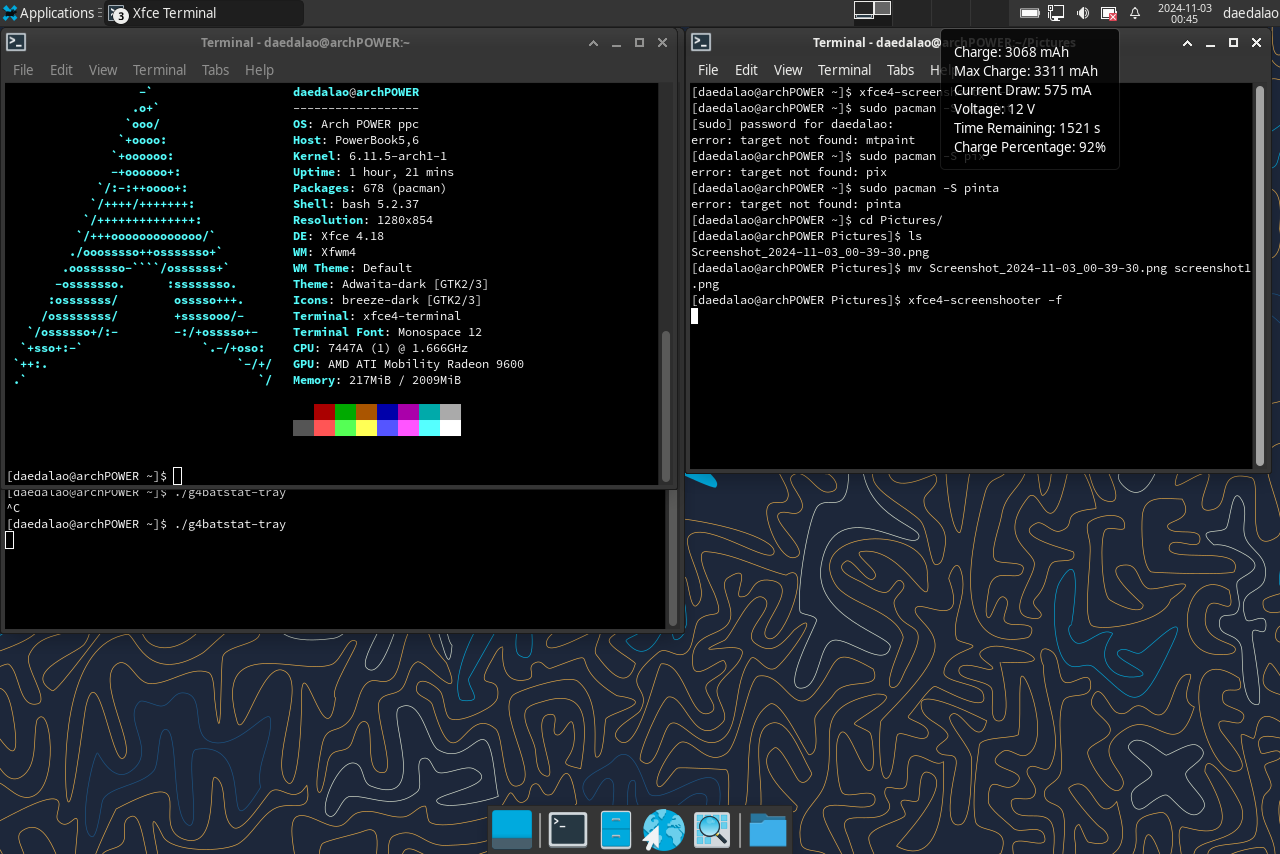 Applications
3 Xfce Terminal
2024-11-03
00:45
daedalao
Terminal - daedalao@archPOWER:~
File Edit View Terminal Tabs Help
daedalao@archPOWER
------------------
OS: Arch POWER ppc
Host: PowerBook5,6
Kernel: 6.11.5-arch1-1
Uptime: 1 hour, 21 mins
Packages: 678 (pacman)
Shell: bash 5.2.37
Resolution: 1280x854
DE: Xfce 4.18
WM: Xfwm4
WM Theme: Default
Theme: Adwaita-dark [GTK2/3]
Icons: breeze-dark [GTK2/3]
Terminal: xfce4-terminal
Terminal Font: Monospace 12
CPU: 7447A (1) @ 1.666GHz
GPU: AMD ATI Mobility Radeon 9600
Memory: 217MiB / 2009MiB
[daedalao@archPOWER ~]$
[daedalao@archPOWER ~]$ ./g4batstat-tray
^C
[daedalao@archPOWER ~]$ ./g4batstat-tray
Terminal - daedalao@archPOWER:~/Pictures
File Edit View Terminal Tabs Help
[daedalao@archPOWER ~]$ xfce4-screensh
[daedalao@archPOWER ~]$ sudo pacman
[sudo] password for daedalao:
error: target not found: mtpaint
[daedalao@archPOWER ~]$ sudo pacman -S pix
error: target not found: pix
[daedalao@archPOWER ~]$ sudo pacman -S pinta
error: target not found: pinta
[daedalao@archPOWER ~]$ cd Pictures/
[daedalao@archPOWER Pictures]$ ls
Screenshot_2024-11-03_00-39-30.png
[daedalao@archPOWER Pictures]$ mv Screenshot_2024-11-03_00-39-30.png screenshot1
.png
[daedalao@archPOWER Pictures]$ xfce4-screenshooter -f
Charge: 3068 mAh
Max Charge: 3311 mAh
Current Draw: 575 mA
Voltage: 12 V
Time Remaining: 1521 s
Charge Percentage: 92%